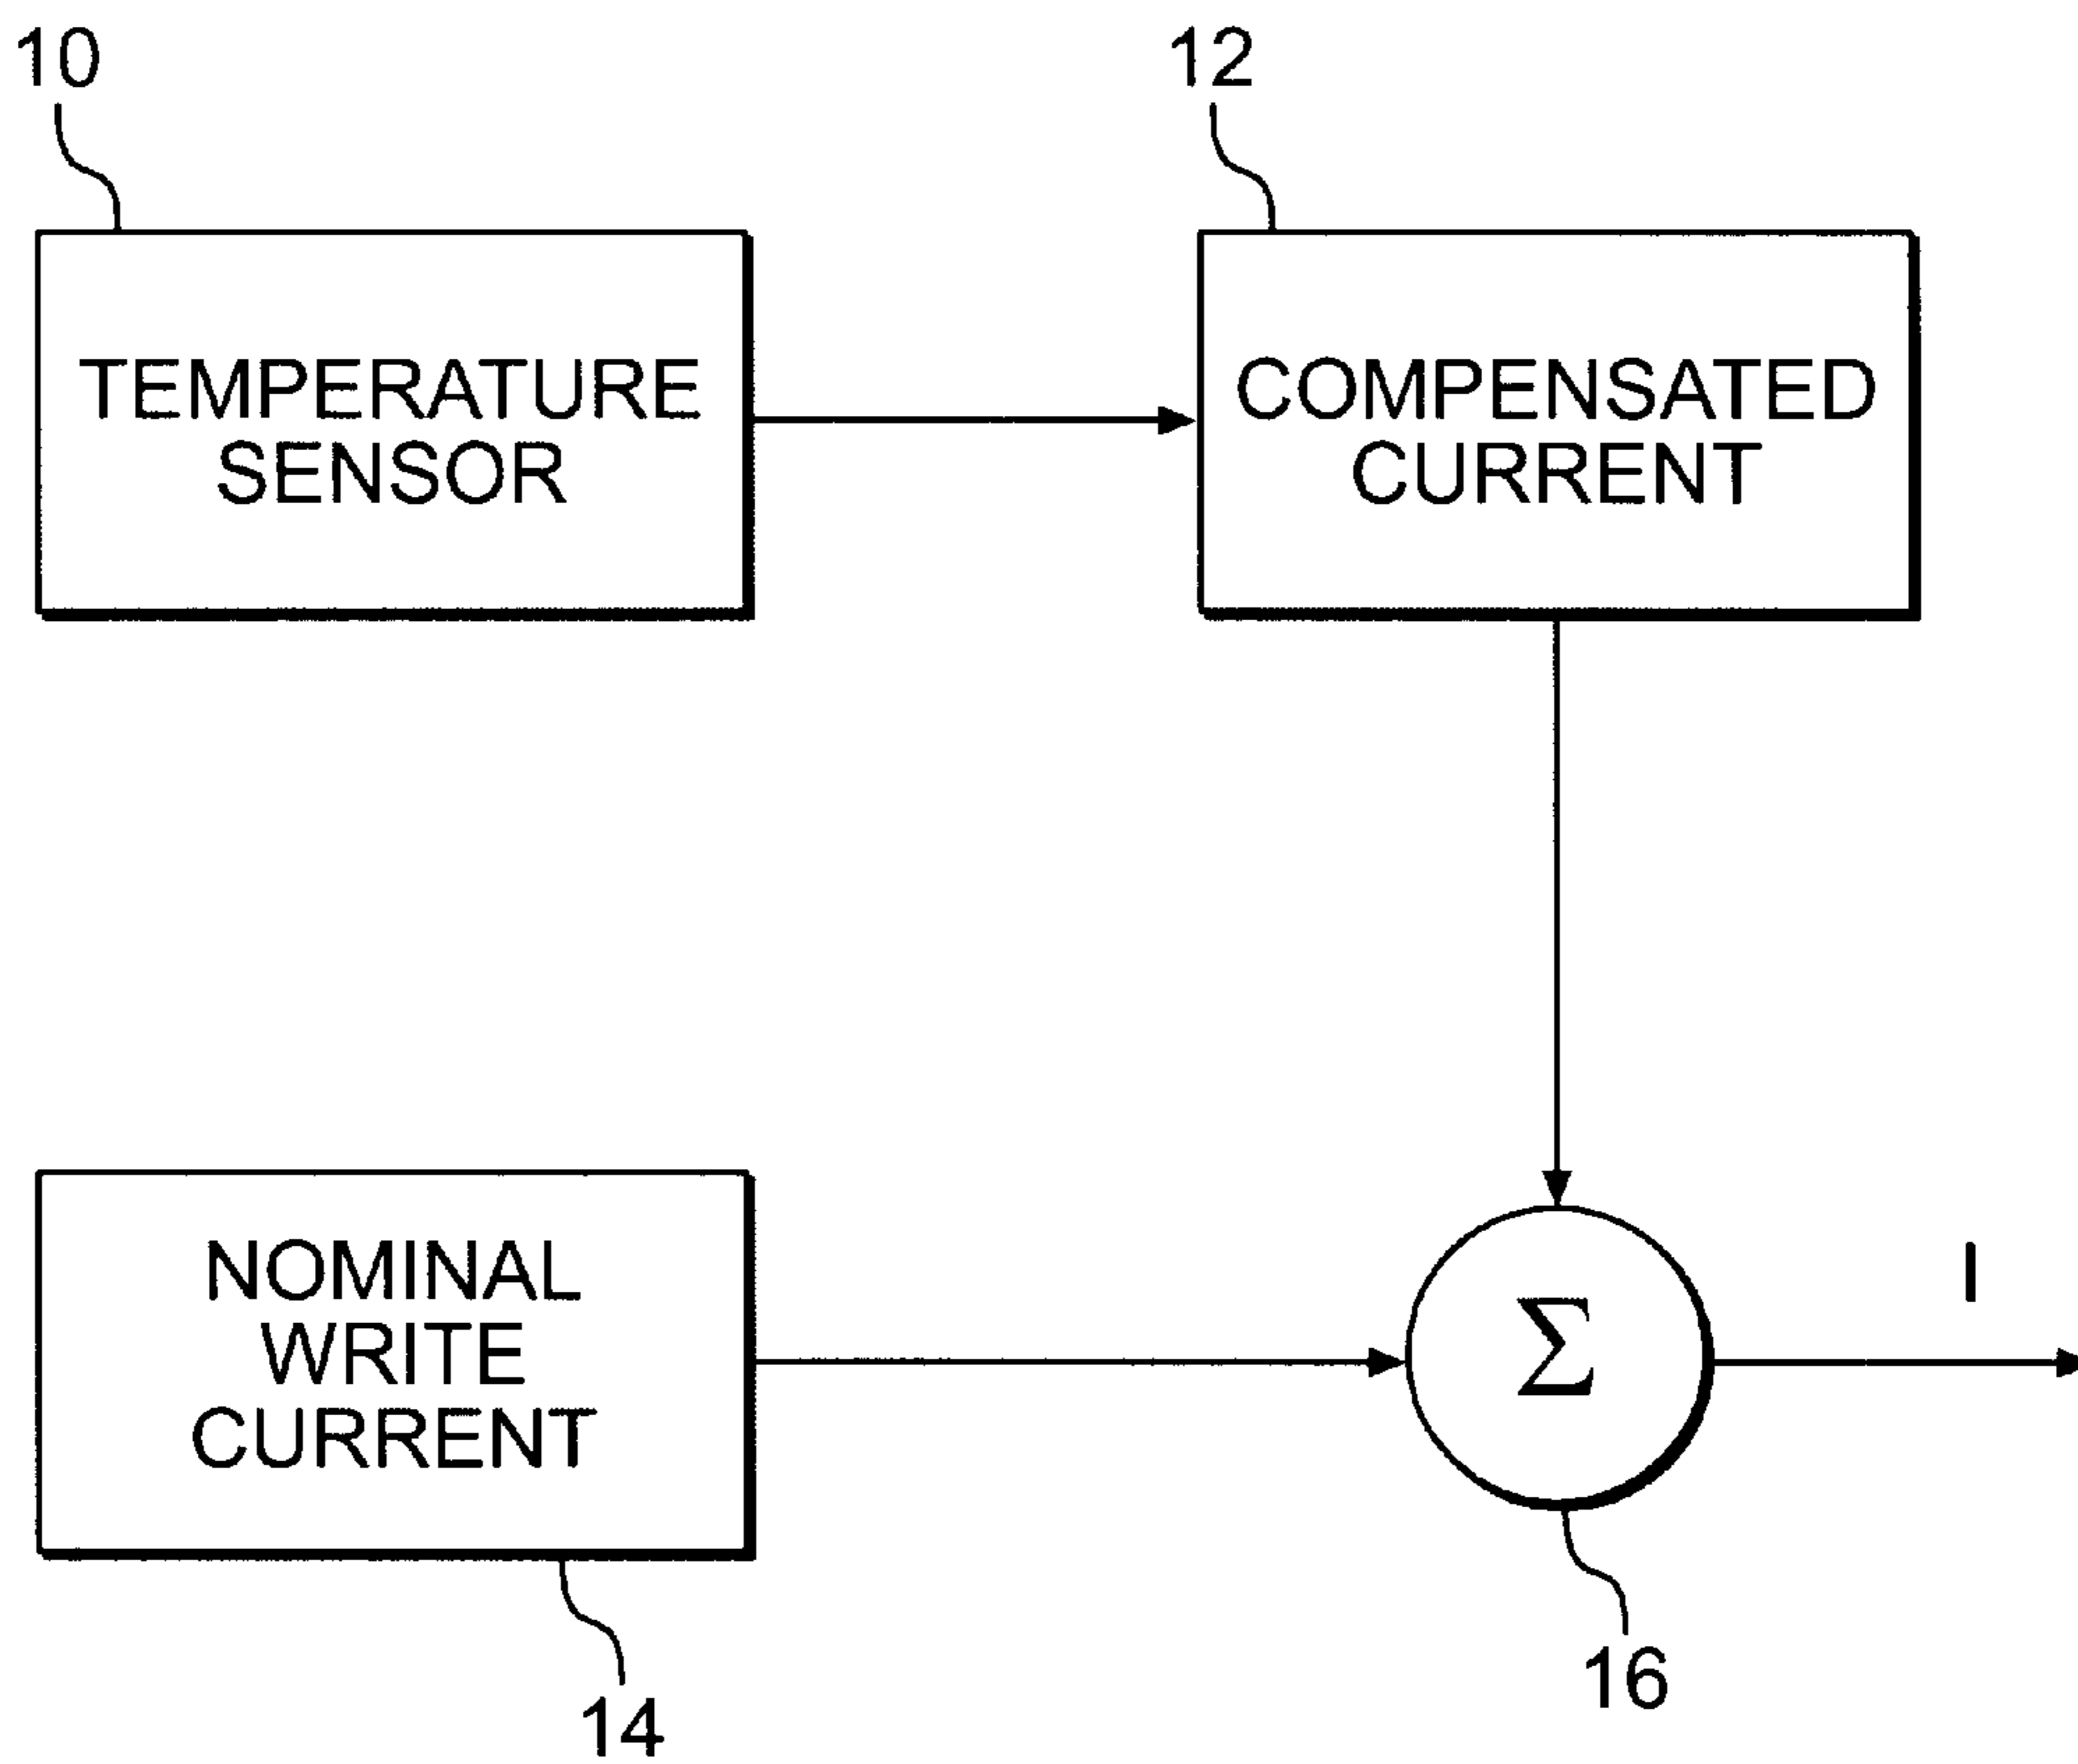 10
12
TEMPERATURE
SENSOR
COMPENSATED
CURRENT
NOMINAL
WRITE
CURRENT
Σ
I
14
16